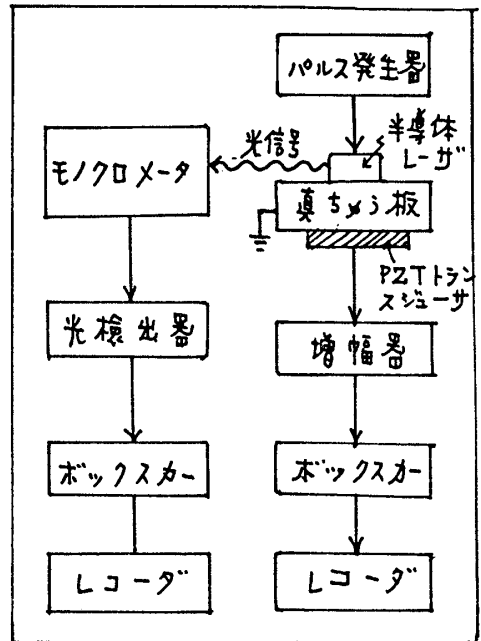 パルス発生器
半導体
レーザ
光信号
モノクロメータ
真ちゅう板
PZTトラン
スジューサ
光検出器
増幅器
ボックスカー
ボックスカー
レコーダ
レコーダ